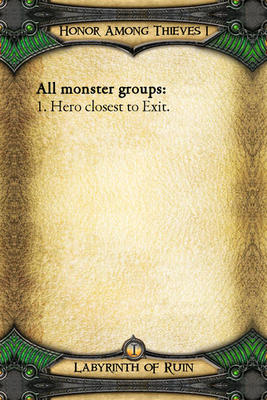 Honor Among Thieves I
All monster groups:
1. Hero closest to Exit.
I
Labyrinth of Ruin